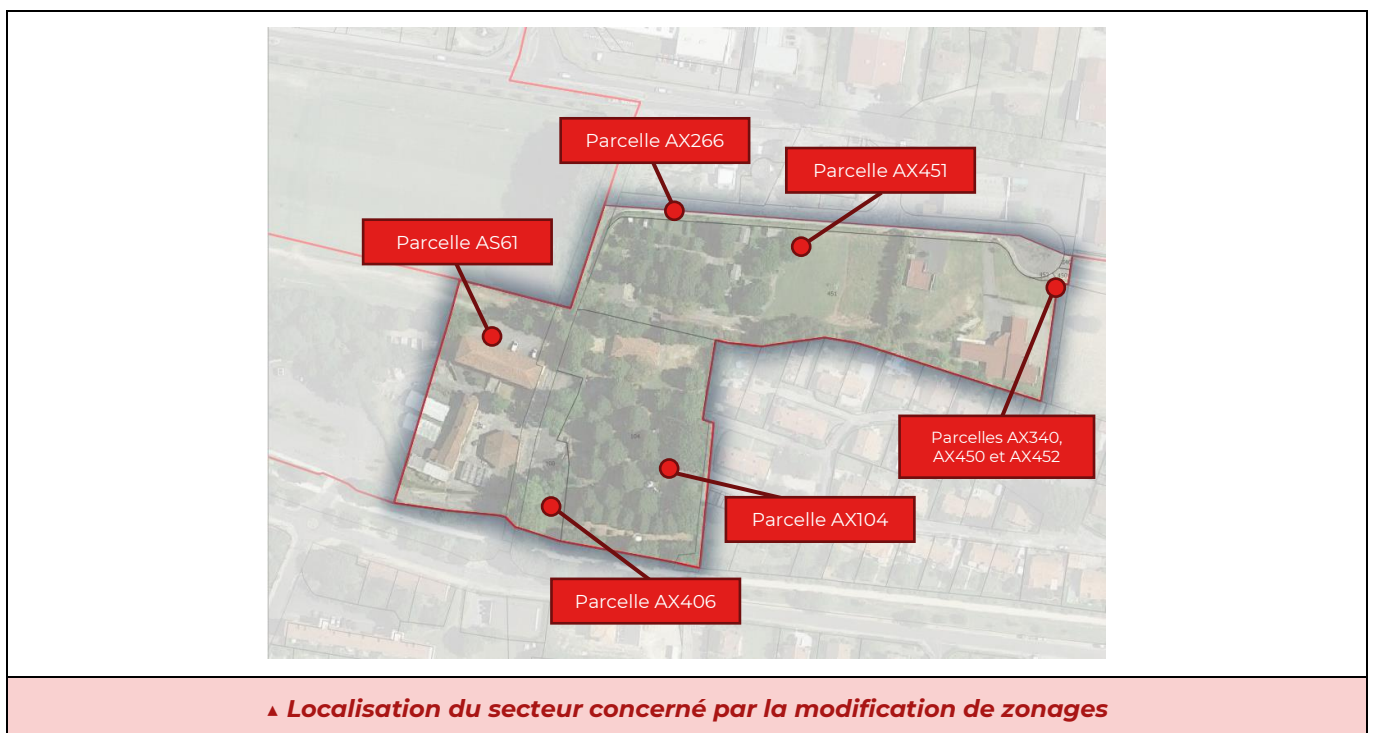 Parcelle AX266
Parcelle AX451
Parcelle AS61
451
Parcelles AX340,
AX450 et AX452
Parcelle AX104
Parcelle AX406
▲ Localisation du secteur concerné par la modification de zonages